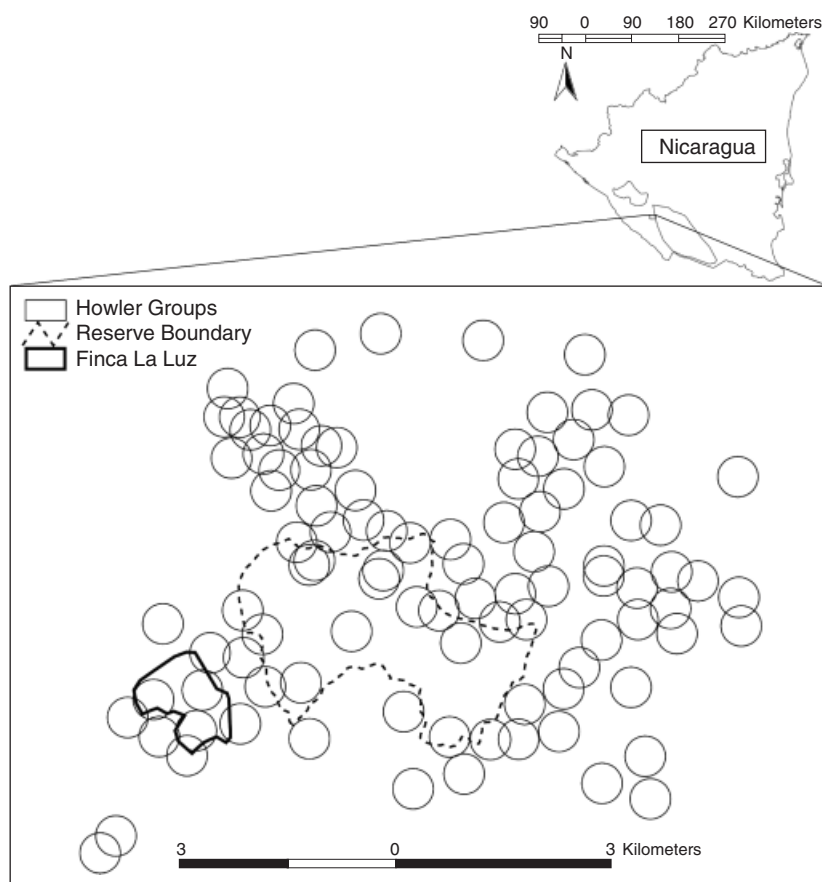 90 0 90 180 270 Kilometers
N
Nicaragua
Howler Groups
Reserve Boundary
Finca La Luz
3 0 3 Kilometers